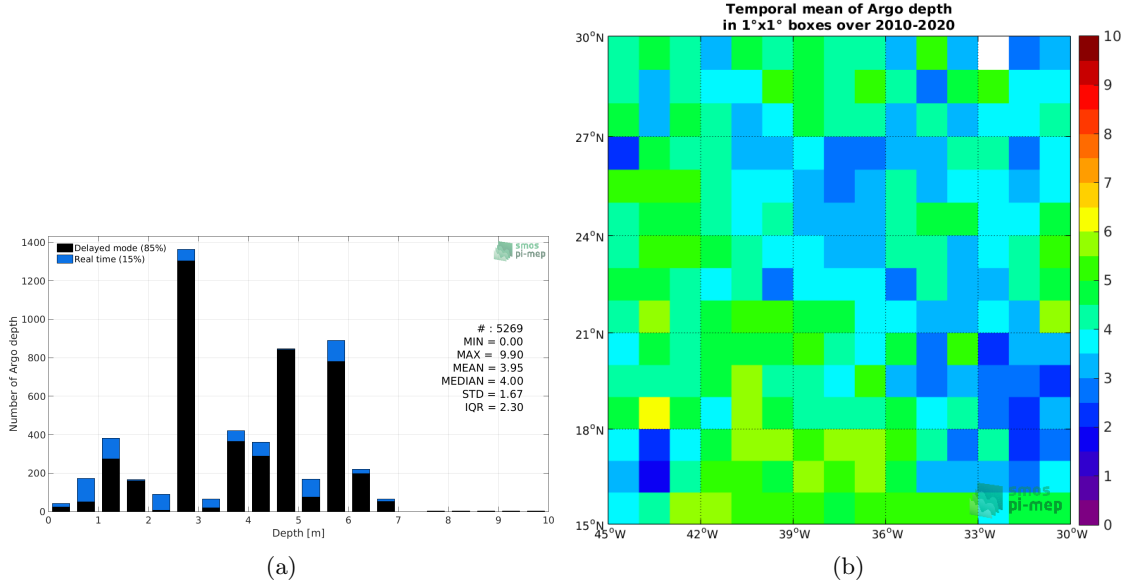 Temporal mean of Argo depth
in 1°x1° boxes over 2010-2020
1400
1200
1000
800
600
400
200
0
Number of Argo depth
Delayed mode (85%)
Real time (15%)
smos
pi-mep
# : 5269
MIN = 0.00
MAX = 9.90
MEAN = 3.95
MEDIAN = 4.00
STD = 1.67
IQR = 2.30
0 1 2 3 4 5 6 7 8 9 10
Depth [m]
(a)
30°N
27°N
24°N
21°N
18°N
15°N
45°W 42°W 39°W 36°W 33°W 30°W
smos
pi-mep
10
9
8
7
6
5
4
3
2
1
0
(b)